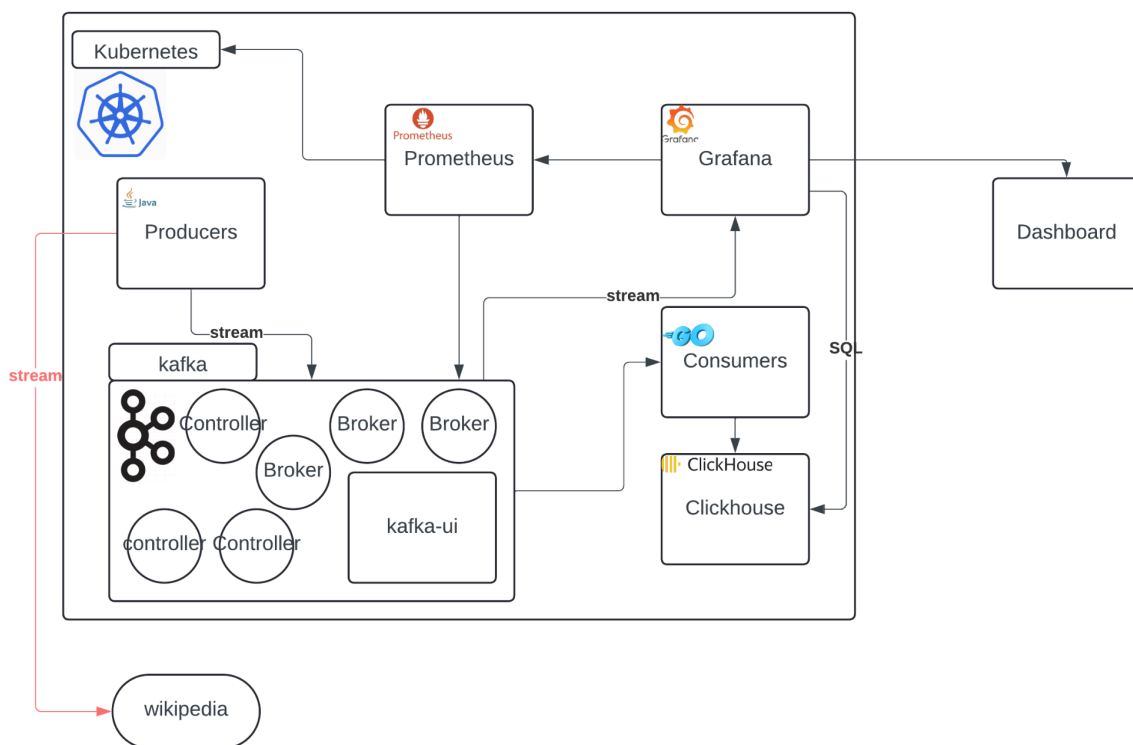 Kubernetes
Prometheus
Prometheus
Grafana
Grafana
Java
Producers
Dashboard
stream
stream
stream
SQL
kafka
Consumers
Controller
Broker
Broker
Broker
ClickHouse
Clickhouse
kafka-ui
controller
Controller
wikipedia